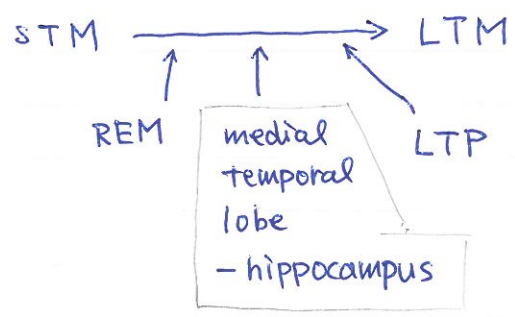 STM → LTM
REM
LTP
medial
temporal
lobe
– hippocampus